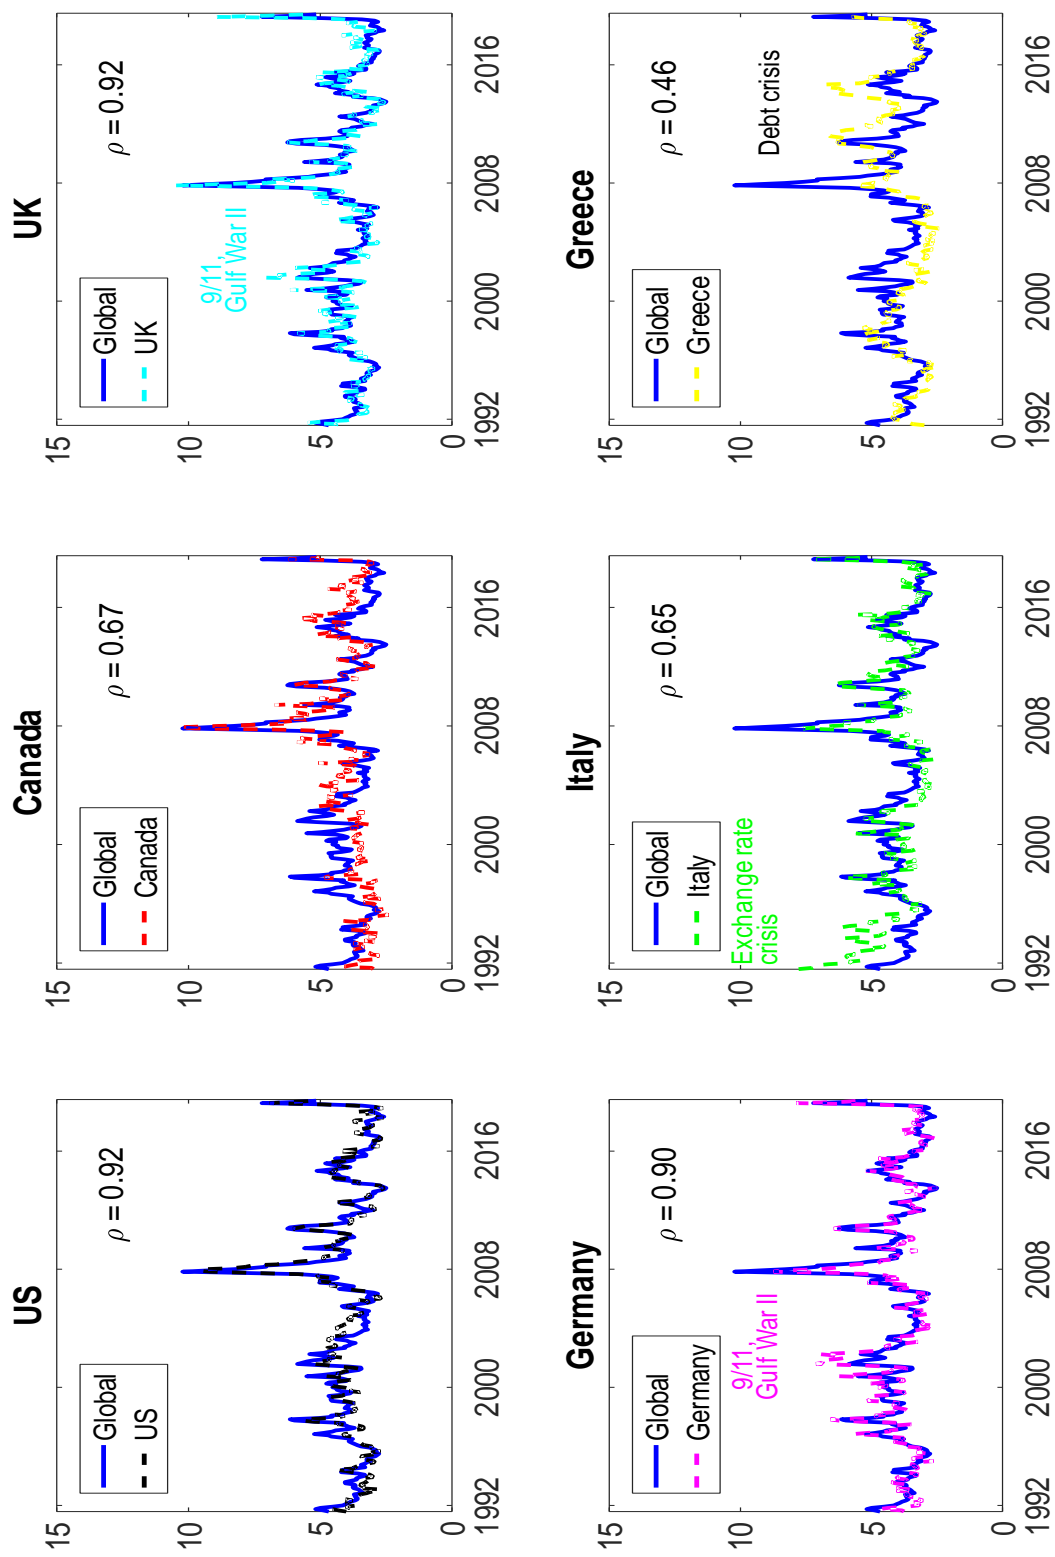 US
Global
US
ρ = 0.92
15
10
5
0
1992
2000
2008
2016
Canada
Global
Canada
ρ = 0.67
15
10
5
0
1992
2000
2008
2016
UK
Global
UK
ρ = 0.92
9/11,
Gulf War II
15
10
5
0
1992
2000
2008
2016
Germany
Global
Germany
ρ = 0.90
9/11,
Gulf War II
15
10
5
0
1992
2000
2008
2016
Italy
Global
Italy
ρ = 0.65
Exchange rate
crisis
15
10
5
0
1992
2000
2008
2016
Greece
Global
Greece
ρ = 0.46
Debt crisis
15
10
5
0
1992
2000
2008
2016